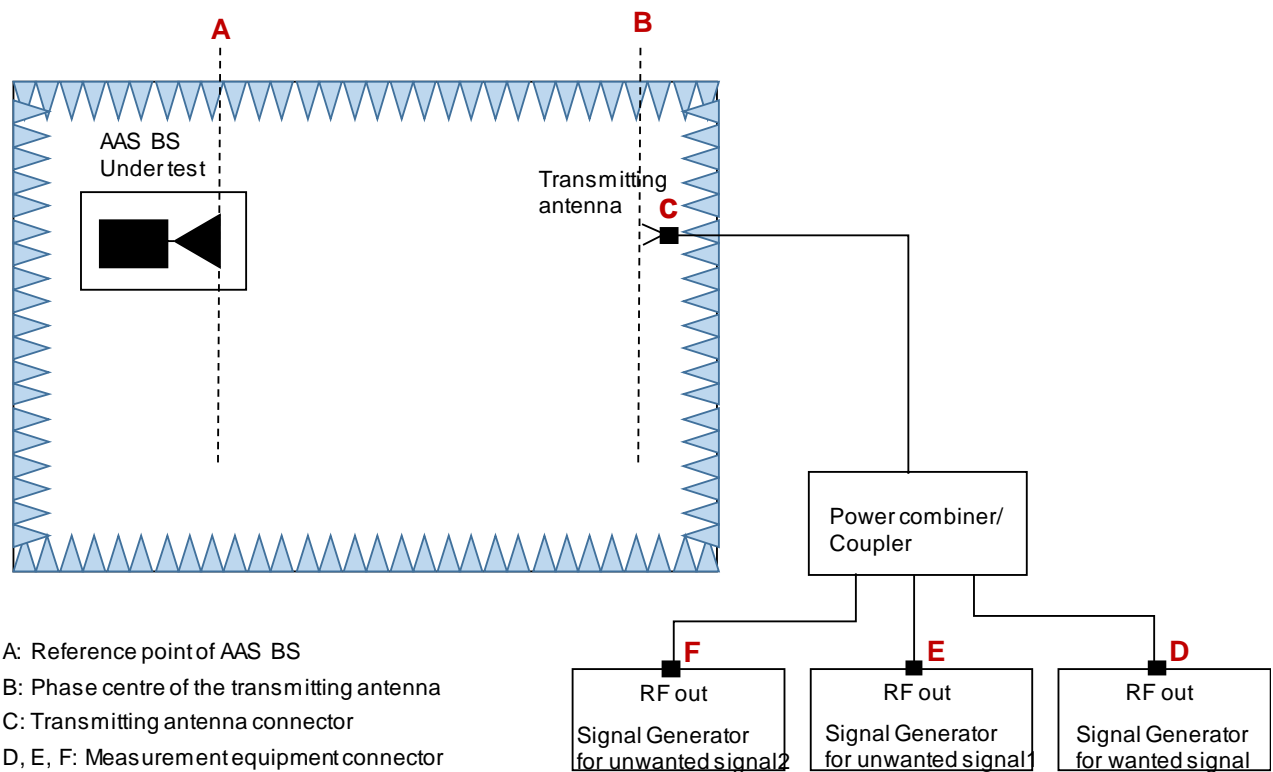 A
B
AAS BS
Under test
Transmitting
antenna
C
Power combiner/
Coupler
A: Reference point of AAS BS
B: Phase centre of the transmitting antenna
C: Transmitting antenna connector
D, E, F: Measurement equipment connector
F
RF out
Signal Generator
for unwanted signal2
E
RF out
Signal Generator
for unwanted signal1
D
RF out
Signal Generator
for wanted signal